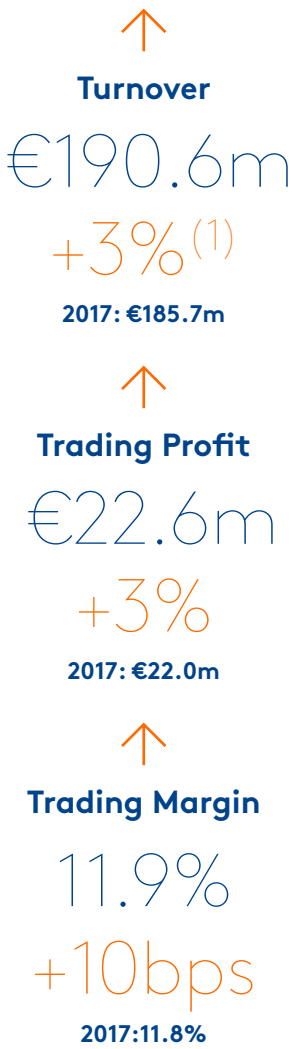 Turnover
€190.6m
+3%(1)
2017: €185.7m
Trading Profit
€22.6m
+3%
2017: €22.0m
Trading Margin
11.9%
+10bps
2017:11.8%